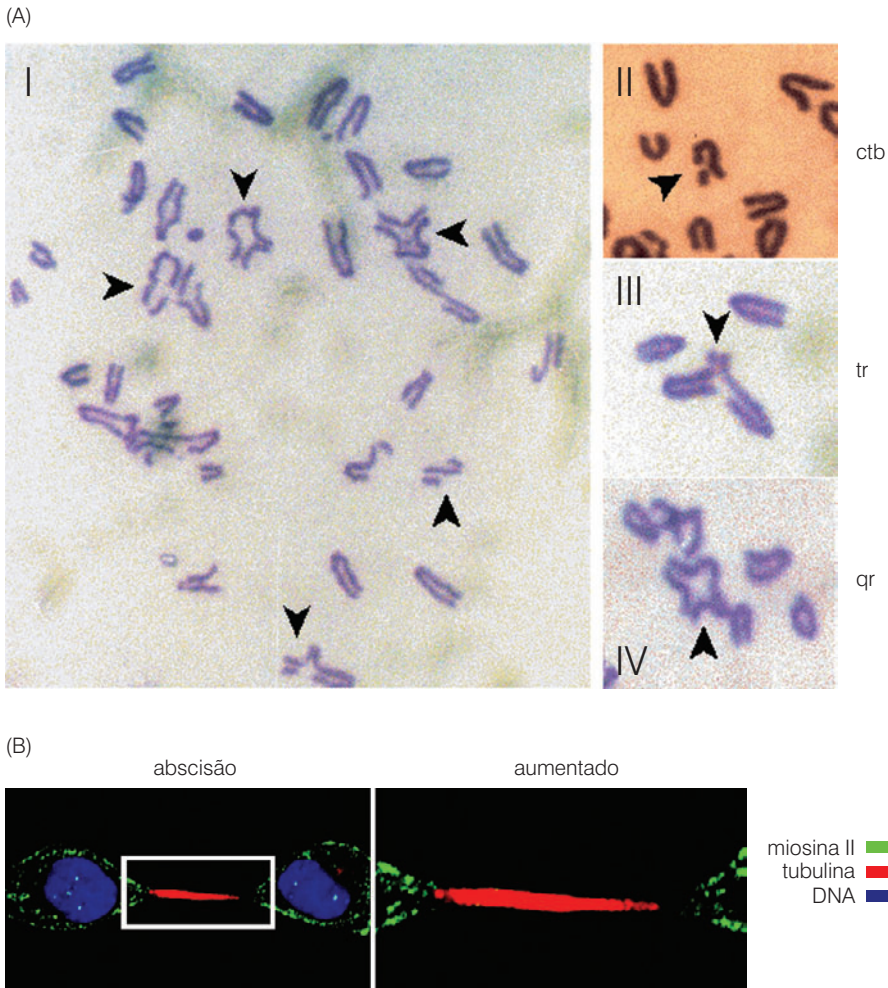 (A)
I
II
ctb
III
tr
IV
qr
(B)
abscisão
aumentado
miosina II
tubulina
DNA